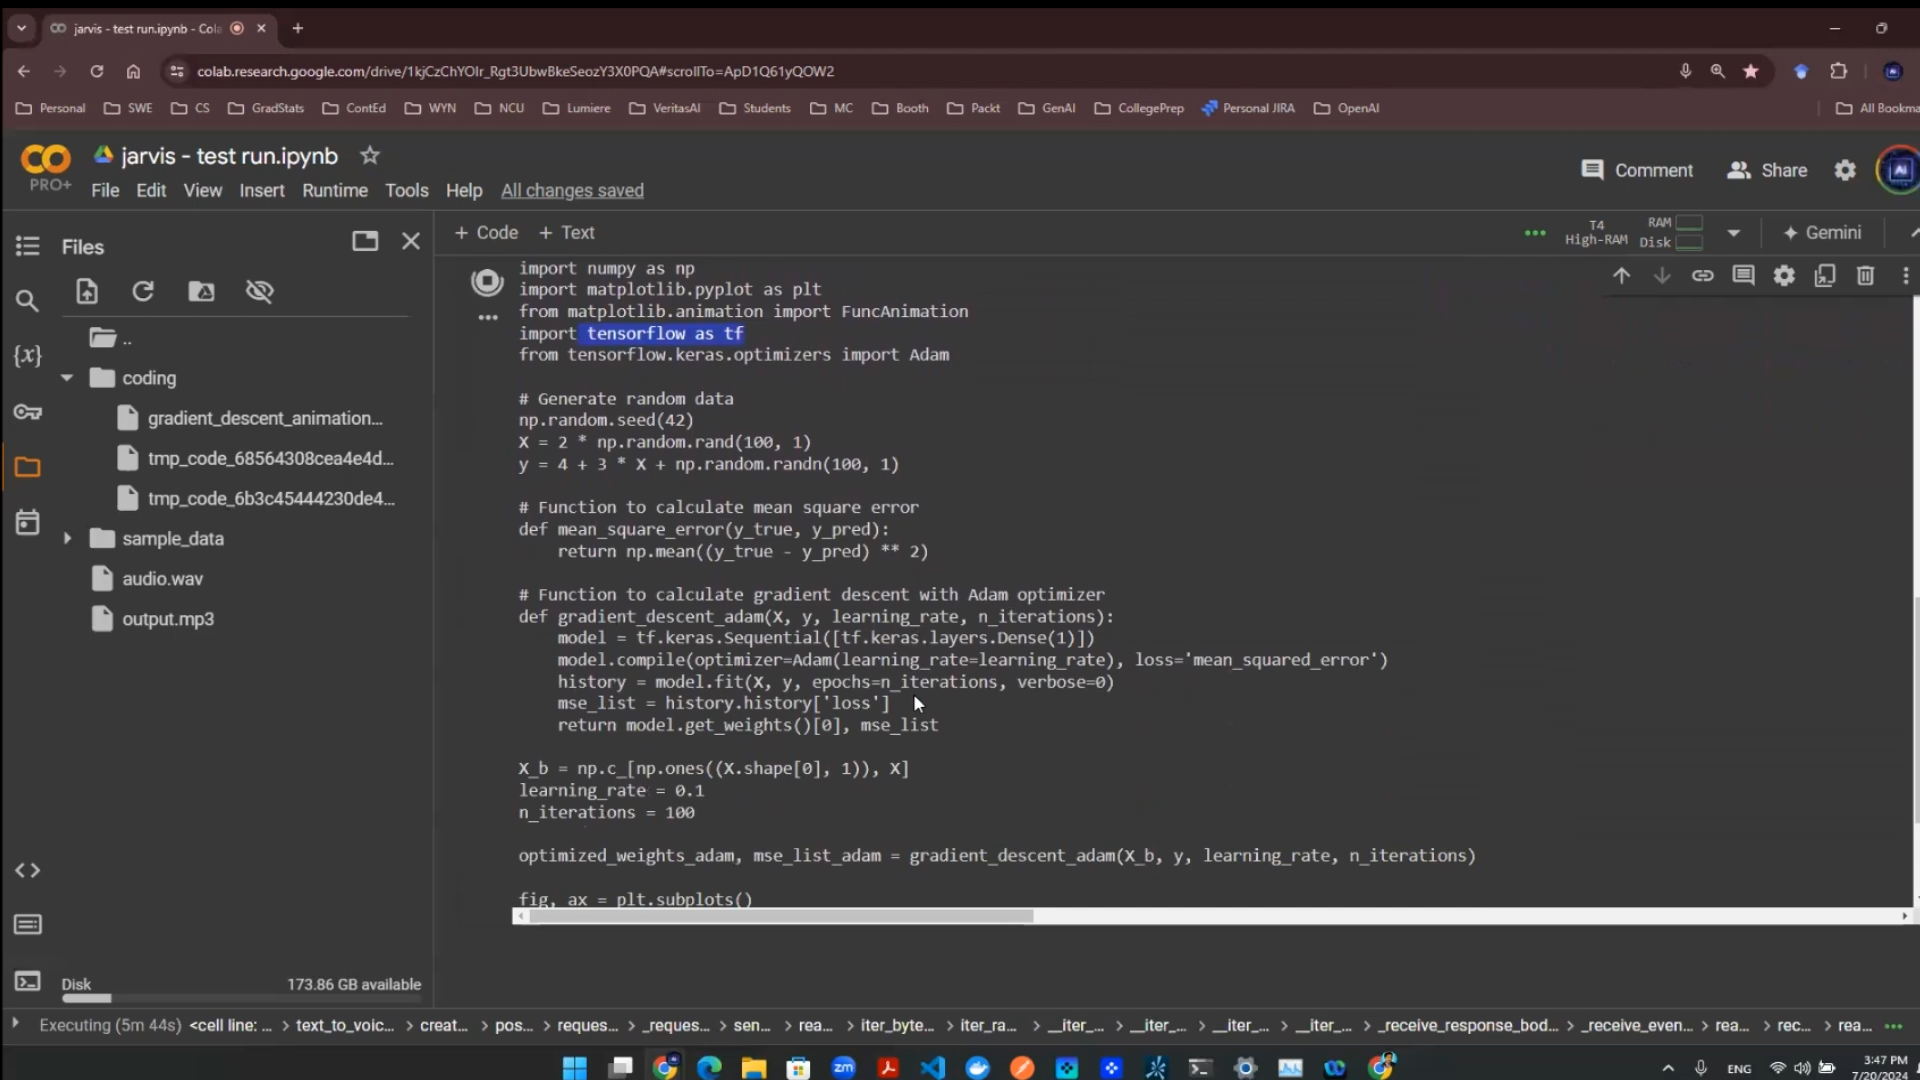 jarvis - test run.ipynb - Cola
colab.research.google.com/drive/1kjCzChYOIr_Rgt3UbwBkeSeozY3X0PQA#scrollTo=ApD1Q61yQOW2
Personal SWE CS GradStats ContEd WYN NCU Lumiere VeritasAI Students MC Booth Packt GenAI CollegePrep Personal JIRA OpenAI All Bookma
CO jarvis - test run.ipynb
PRO+ Comment Share AI
File Edit View Insert Runtime Tools Help All changes saved
Files
+ Code + Text
T4 RAM
High-RAM Disk
Gemini
..
coding
gradient_descent_animation...
tmp_code_68564308cea4e4d...
tmp_code_6b3c45444230de4...
sample_data
audio.wav
output.mp3
{x}
Disk 173.86 GB available
import numpy as np
import matplotlib.pyplot as plt
from matplotlib.animation import FuncAnimation
import tensorflow as tf
from tensorflow.keras.optimizers import Adam
# Generate random data
np.random.seed(42)
X = 2 * np.random.rand(100, 1)
y = 4 + 3 * X + np.random.randn(100, 1)
# Function to calculate mean square error
def mean_square_error(y_true, y_pred):
return np.mean((y_true - y_pred) ** 2)
# Function to calculate gradient descent with Adam optimizer
def gradient_descent_adam(X, y, learning_rate, n_iterations):
model = tf.keras.Sequential([tf.keras.layers.Dense(1)])
model.compile(optimizer=Adam(learning_rate=learning_rate), loss='mean_squared_error')
history = model.fit(X, y, epochs=n_iterations, verbose=0)
mse_list = history.history['loss']
return model.get_weights()[0], mse_list
X_b = np.c_[np.ones((X.shape[0], 1)), X]
learning_rate = 0.1
n_iterations = 100
optimized_weights_adam, mse_list_adam = gradient_descent_adam(X_b, y, learning_rate, n_iterations)
fig, ax = plt.subplots()
Executing (5m 44s) <cell line: ... > text_to_voic... > creat... > pos... > reques... > _reques... > sen... > rea... > iter_byte... > iter_ra... > __iter_... > __iter_... > __iter_... > __iter_... > _receive_response_bod... > _receive_even... > rea... > rec... > rea...
zm
ENG
3:47 PM
7/20/2024